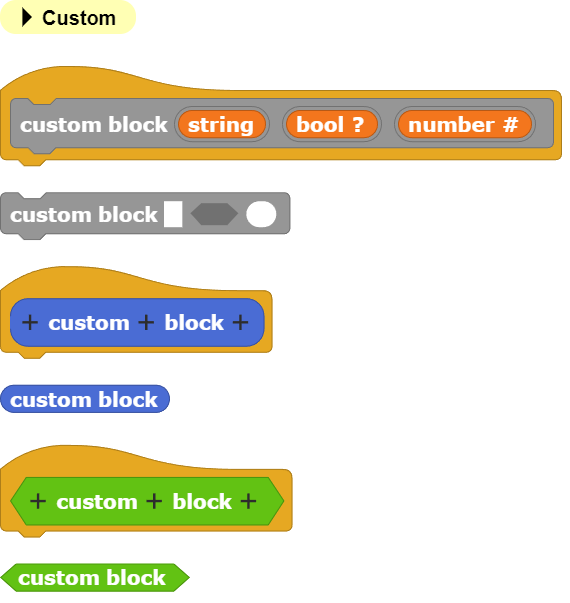 Custom
custom block string bool ? number #
custom block
+ custom + block +
custom block
+ custom + block +
custom block